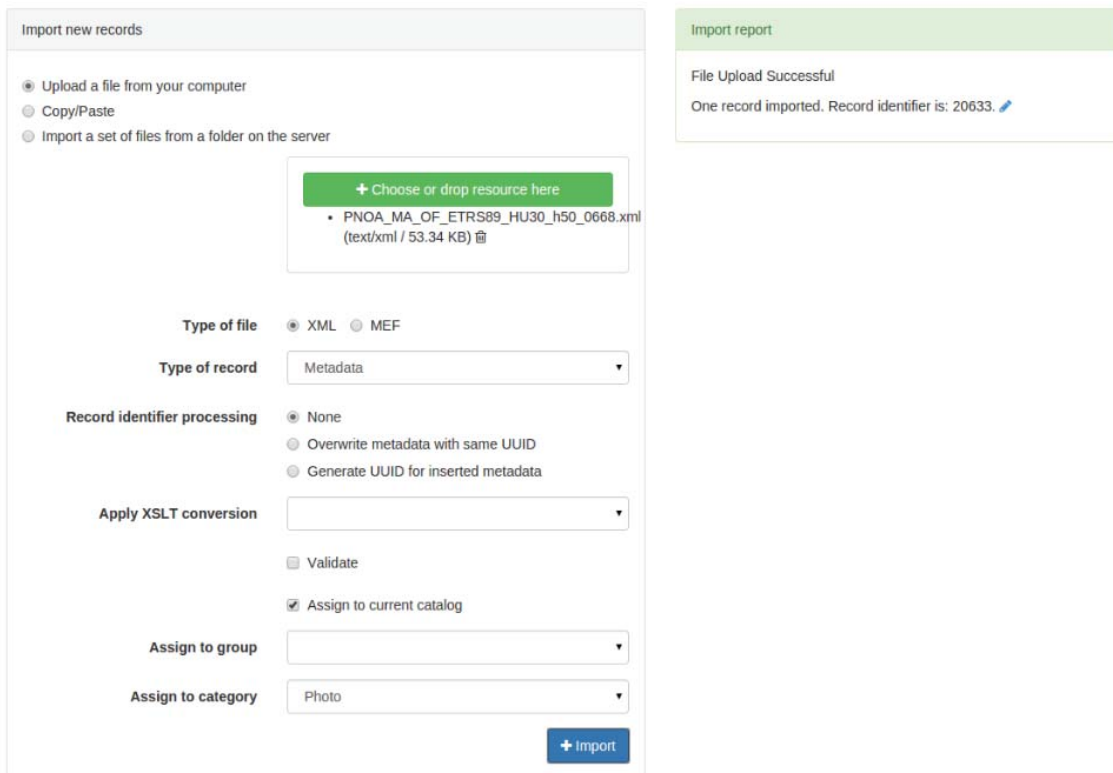 Import new records
Upload a file from your computer
Copy/Paste
Import a set of files from a folder on the server
+ Choose or drop resource here
• PNOA_MA_OF_ETRS89_HU30_h50_0668.xml
(text/xml / 53.34 KB)
Type of file XML MEF
Type of record Metadata
Record identifier processing None
Overwrite metadata with same UUID
Generate UUID for inserted metadata
Apply XSLT conversion
Validate
Assign to current catalog
Assign to group
Assign to category Photo
+ Import
Import report
File Upload Successful
One record imported. Record identifier is: 20633.